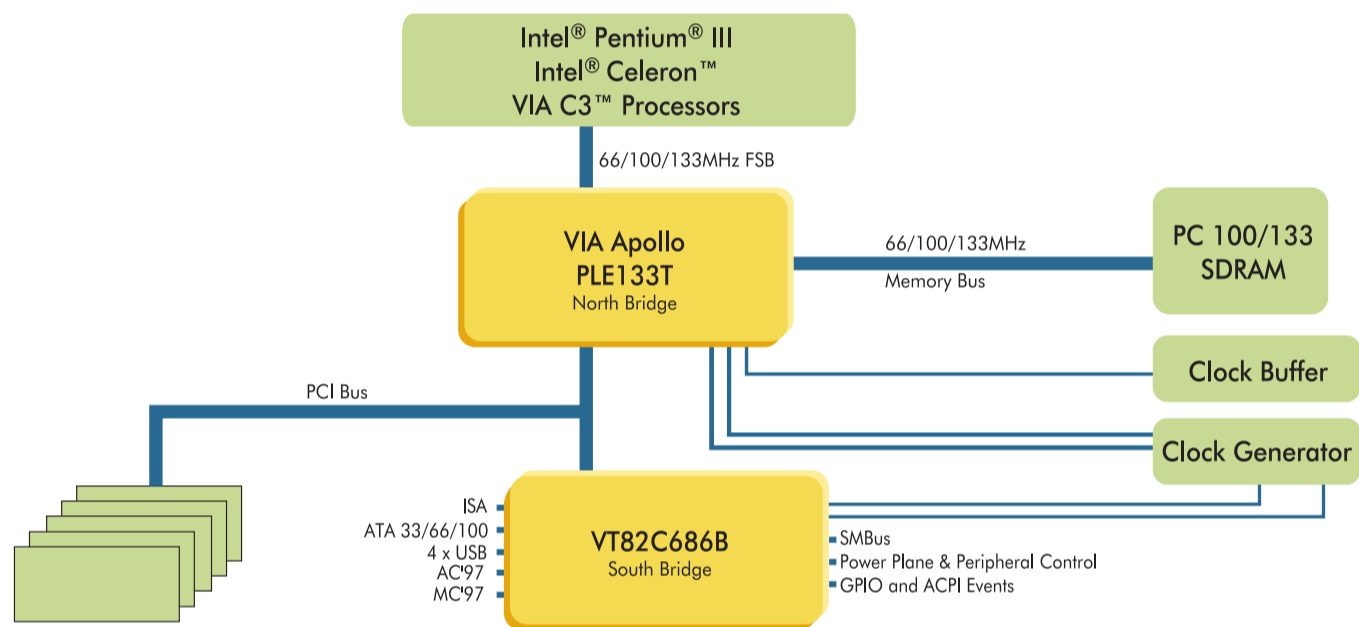 Intel® Pentium® III
Intel® Celeron™
VIA C3™ Processors
66/100/133MHz FSB
VIA Apollo
PLE133T
North Bridge
66/100/133MHz
Memory Bus
PC 100/133
SDRAM
Clock Buffer
Clock Generator
PCI Bus
ISA
ATA 33/66/100
4 x USB
AC'97
MC'97
VT82C686B
South Bridge
SMBus
Power Plane & Peripheral Control
GPIO and ACPI Events